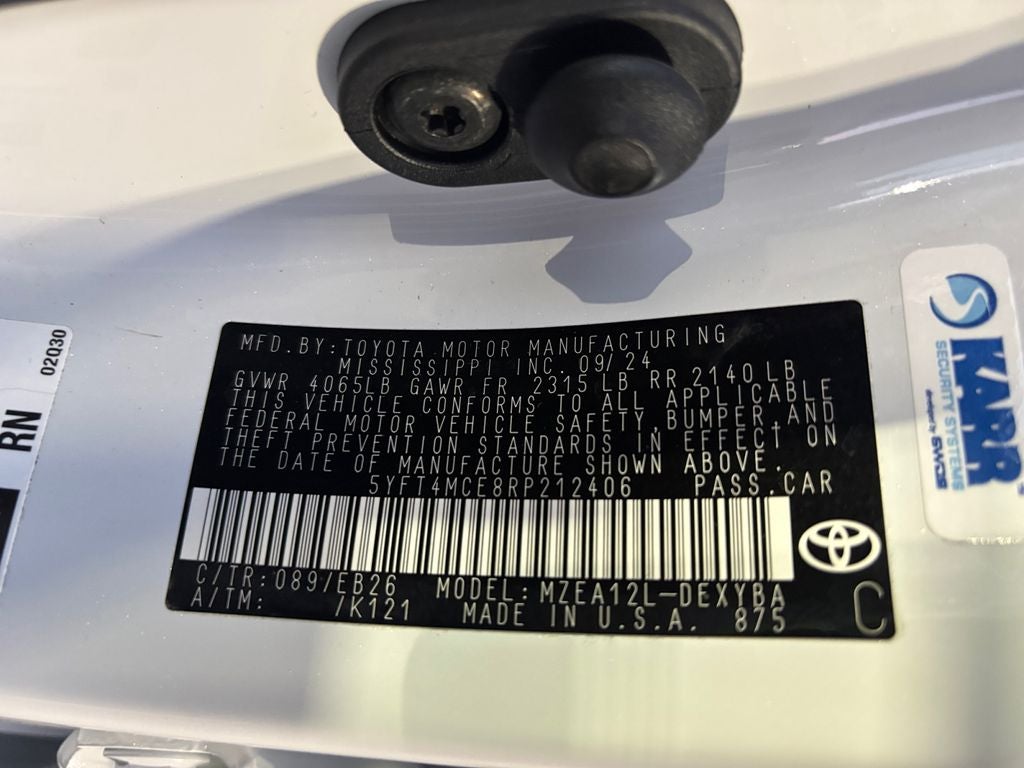 02Q30
RN
MFD.BY:TOYOTA MOTOR MANUFACTURING
MISSISSIPPI INC. 09/24
GVWR 4065LB GAWR FR 2315 LB RR 2140 LB
THIS VEHICLE CONFORMS TO ALL APPLICABLE
FEDERAL MOTOR VEHICLE SAFETY,BUMPER,AND
THEFT PREVENTION STANDARDS IN EFFECT ON
THE DATE OF MANUFACTURE SHOWN ABOVE.
5YFT4MCE8RP212406 PASS.CAR
C/TR:089/EB26 MODEL:MZEA12L-DEXYBA
A/TM: /K121 MADE IN U.S.A. 875
C
KARR
SECURITY SYSTEMS